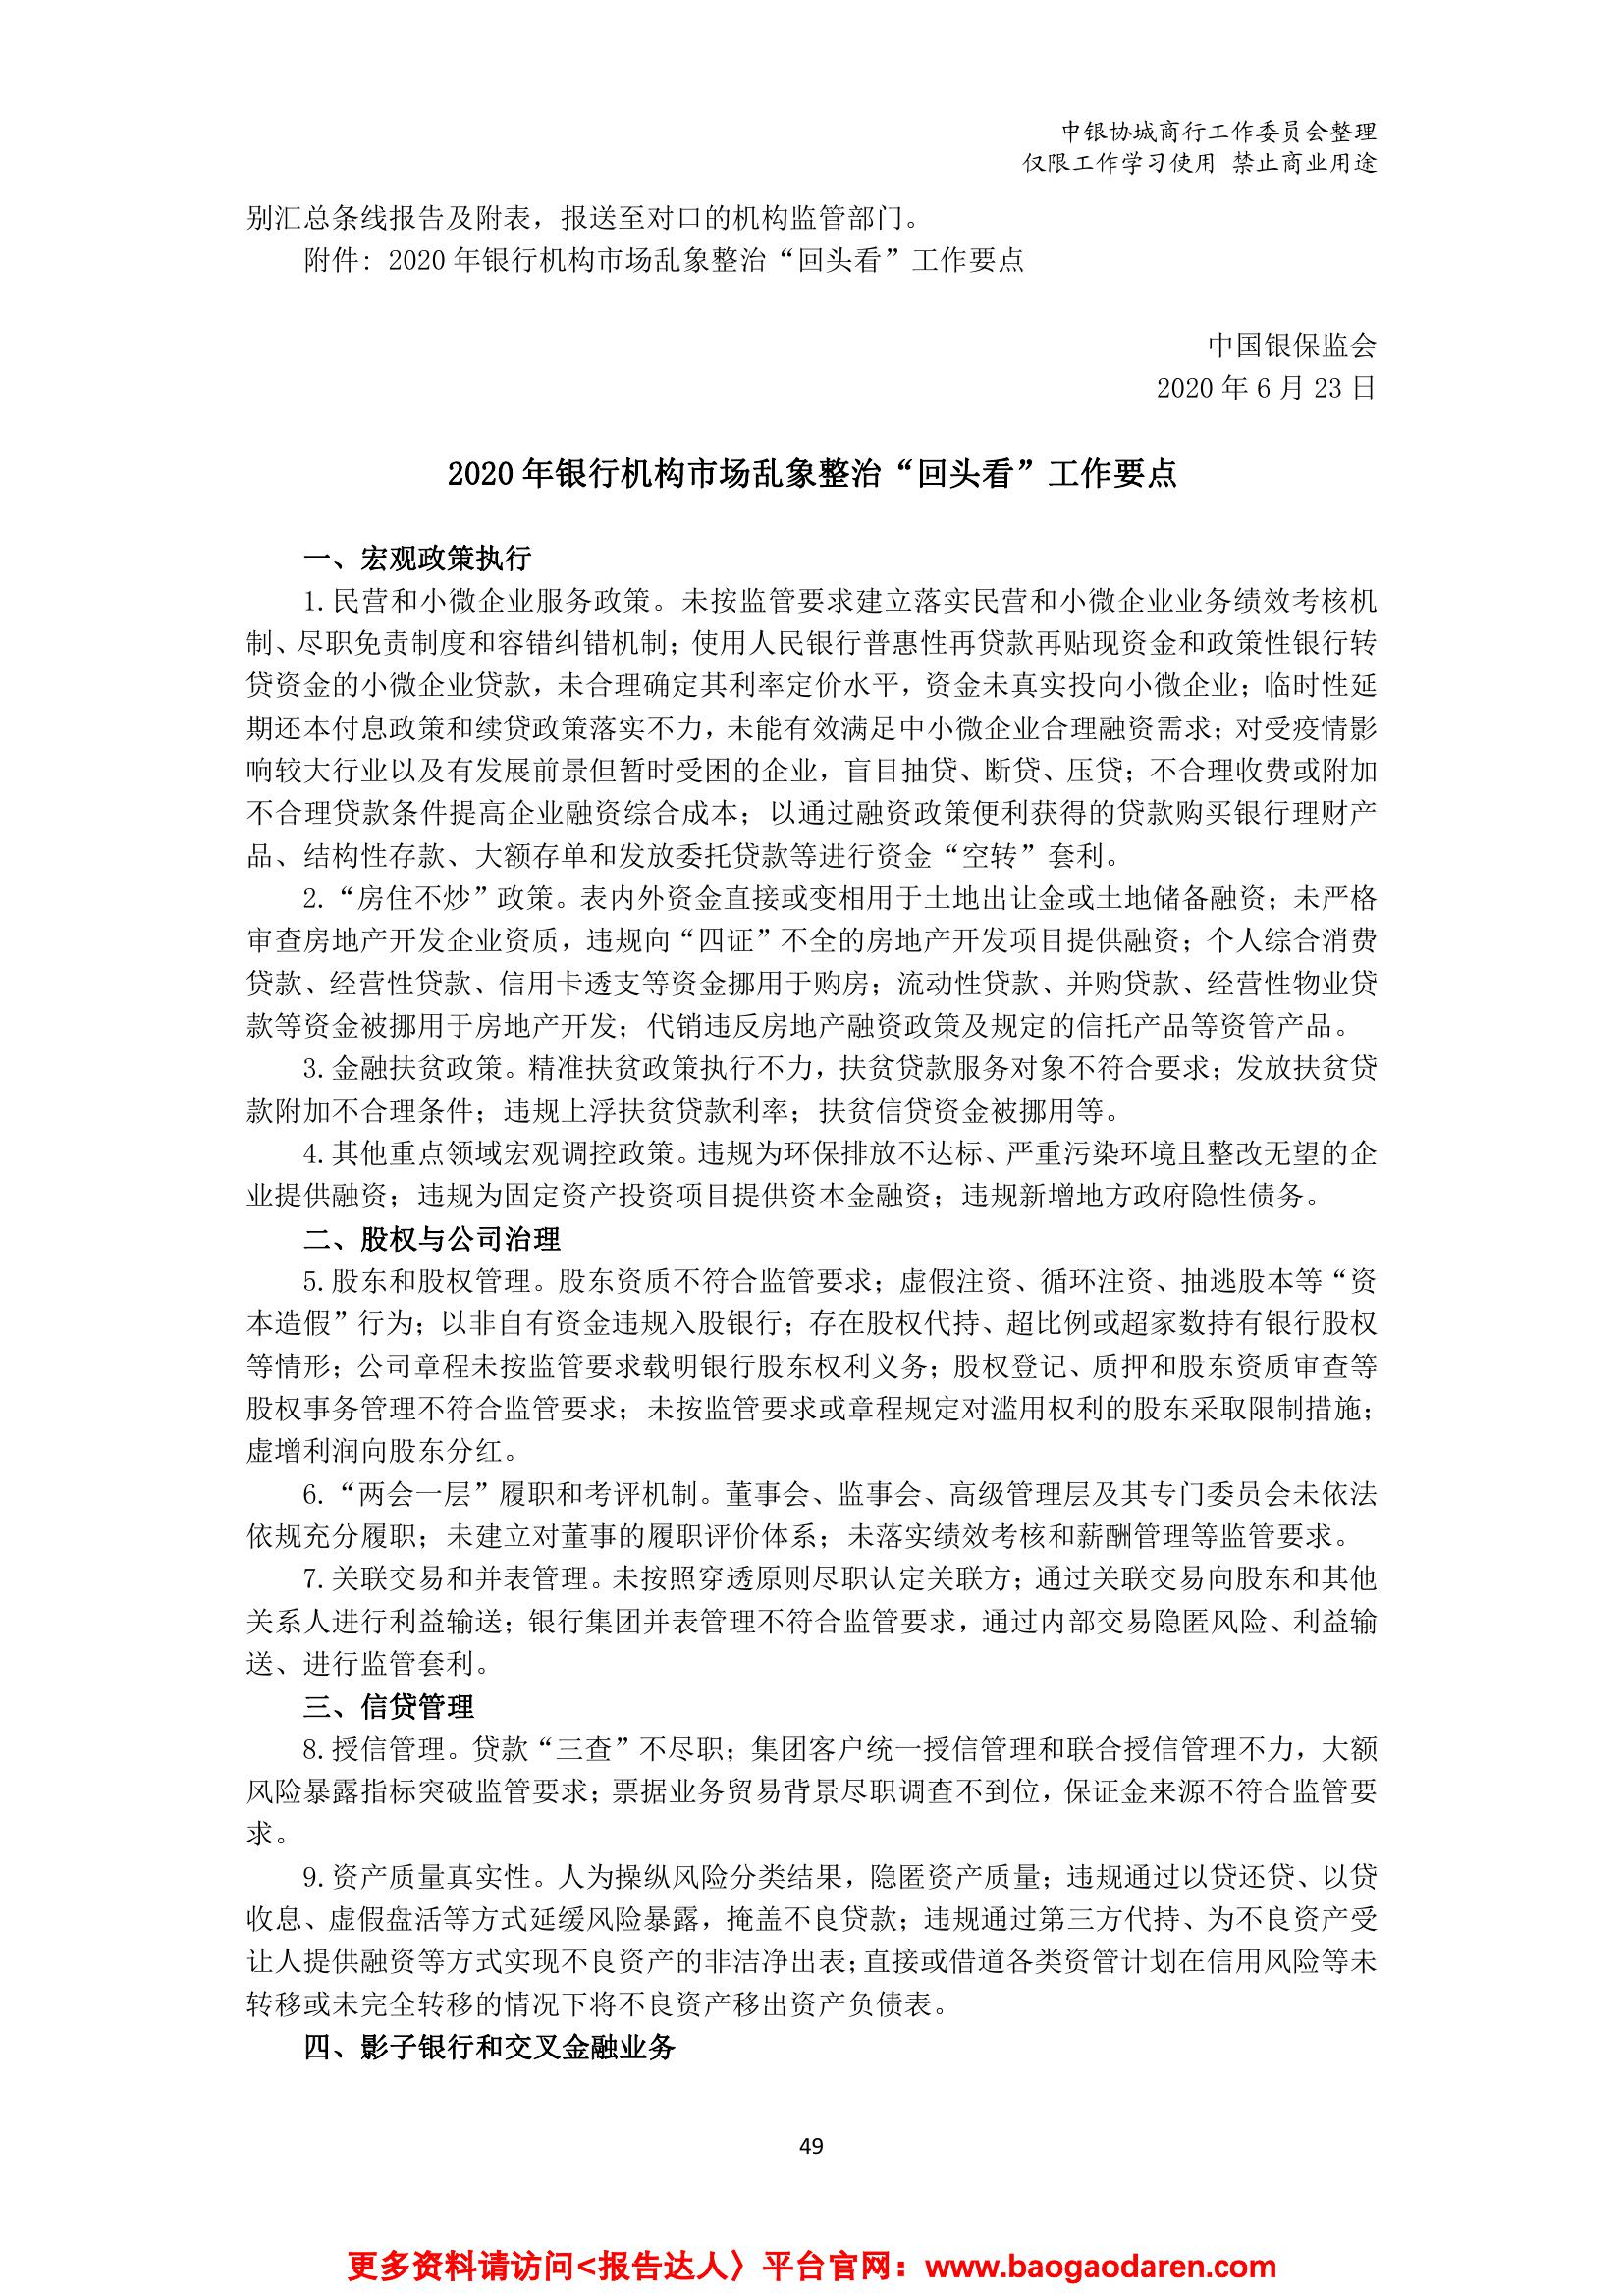 中银协城商行工作委员会整理
仅限工作学习使用 禁止商业用途
别汇总条线报告及附表，报送至对口的机构监管部门。
附件：2020 年银行机构市场乱象整治“回头看”工作要点
中国银保监会
2020 年 6 月 23 日
2020 年银行机构市场乱象整治“回头看”工作要点
一、宏观政策执行
1.民营和小微企业服务政策。未按监管要求建立落实民营和小微企业业务绩效考核机
制、尽职免责制度和容错纠错机制；使用人民银行普惠性再贷款再贴现资金和政策性银行转
贷资金的小微企业贷款，未合理确定其利率定价水平，资金未真实投向小微企业；临时性延
期还本付息政策和续贷政策落实不力，未能有效满足中小微企业合理融资需求；对受疫情影
响较大行业以及有发展前景但暂时受困的企业，盲目抽贷、断贷、压贷；不合理收费或附加
不合理贷款条件提高企业融资综合成本；以通过融资政策便利获得的贷款购买银行理财产
品、结构性存款、大额存单和发放委托贷款等进行资金“空转”套利。
2.“房住不炒”政策。表内外资金直接或变相用于土地出让金或土地储备融资；未严格
审查房地产开发企业资质，违规向“四证”不全的房地产开发项目提供融资；个人综合消费
贷款、经营性贷款、信用卡透支等资金挪用于购房；流动性贷款、并购贷款、经营性物业贷
款等资金被挪用于房地产开发；代销违反房地产融资政策及规定的信托产品等资管产品。
3.金融扶贫政策。精准扶贫政策执行不力，扶贫贷款服务对象不符合要求；发放扶贫贷
款附加不合理条件；违规上浮扶贫贷款利率；扶贫信贷资金被挪用等。
4.其他重点领域宏观调控政策。违规为环保排放不达标、严重污染环境且整改无望的企
业提供融资；违规为固定资产投资项目提供资本金融资；违规新增地方政府隐性债务。
二、股权与公司治理
5.股东和股权管理。股东资质不符合监管要求；虚假注资、循环注资、抽逃股本等“资
本造假”行为；以非自有资金违规入股银行；存在股权代持、超比例或超家数持有银行股权
等情形；公司章程未按监管要求载明银行股东权利义务；股权登记、质押和股东资质审查等
股权事务管理不符合监管要求；未按监管要求或章程规定对滥用权利的股东采取限制措施；
虚增利润向股东分红。
6.“两会一层”履职和考评机制。董事会、监事会、高级管理层及其专门委员会未依法
依规充分履职；未建立对董事的履职评价体系；未落实绩效考核和薪酬管理等监管要求。
7.关联交易和并表管理。未按照穿透原则尽职认定关联方；通过关联交易向股东和其他
关系人进行利益输送；银行集团并表管理不符合监管要求，通过内部交易隐匿风险、利益输
送、进行监管套利。
三、信贷管理
8.授信管理。贷款“三查”不尽职；集团客户统一授信管理和联合授信管理不力，大额
风险暴露指标突破监管要求；票据业务贸易背景尽职调查不到位，保证金来源不符合监管要
求。
9.资产质量真实性。人为操纵风险分类结果，隐匿资产质量；违规通过以贷还贷、以贷
收息、虚假盘活等方式延缓风险暴露，掩盖不良贷款；违规通过第三方代持、为不良资产受
让人提供融资等方式实现不良资产的非洁净出表；直接或借道各类资管计划在信用风险等未
转移或未完全转移的情况下将不良资产移出资产负债表。
四、影子银行和交叉金融业务
49
更多资料请访问<报告达人〉平台官网：www.baogaodaren.com